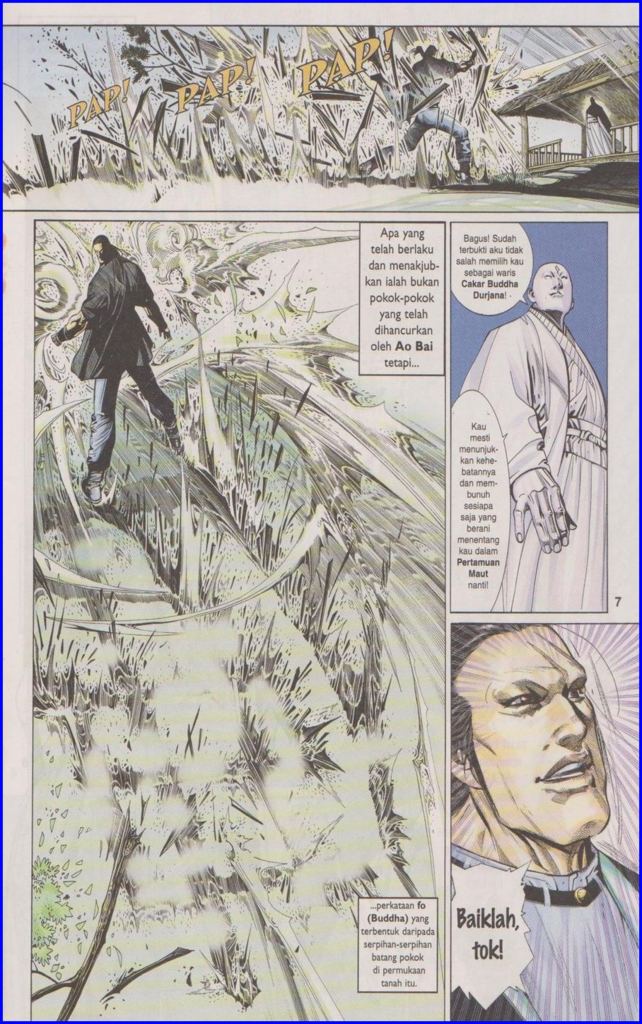 PAP!
PAP!
PAP!
Apa yang
telah berlaku
dan menakjub-
kan ialah bukan
pokok-pokok
yang telah
dihancurkan
oleh Ao Bai
tetapi...
Bagus! Sudah
terbukti aku tidak
salah memilih kau
sebagai waris
Cakar Buddha
Durjana!
Kau
mesti
menunjuk-
kan kehe-
batannya
dan mem-
bunuh
sesiapa
saja yang
berani
menentang
kau dalam
Pertamuan
Maut
nanti!
7
...perkataan fo
(Buddha) yang
terbentuk daripada
serpihan-serpihan
batang pokok
di permukaan
tanah itu.
Baiklah,
tok!